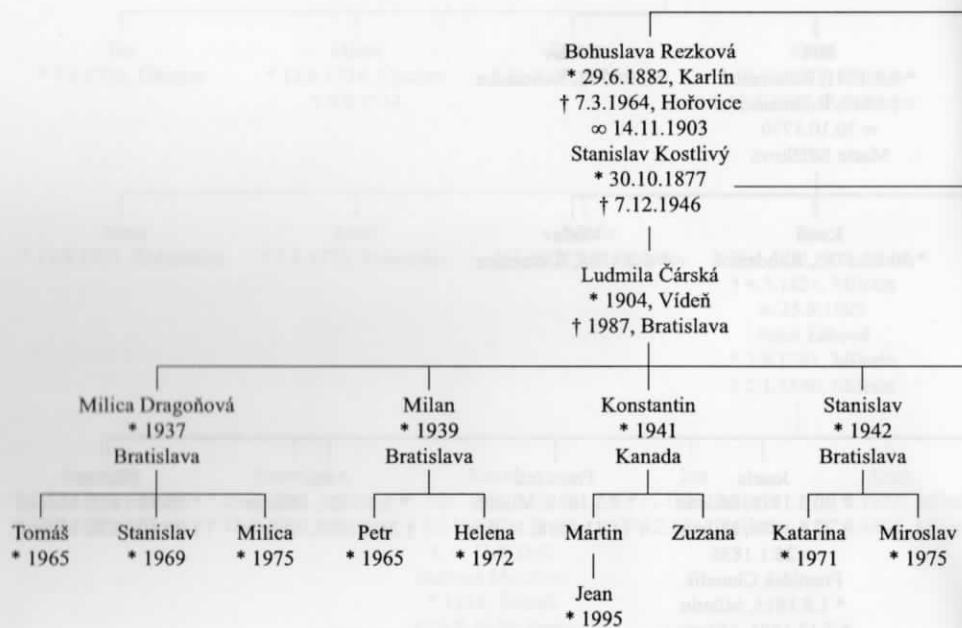 Bohuslava Rezková
* 29.6.1882, Karlín
† 7.3.1964, Hořovice
∞ 14.11.1903
Stanislav Kostlivý
* 30.10.1877
† 7.12.1946
Ludmila Čárská
* 1904, Vídeň
† 1987, Bratislava
Milica Dragoňová Milan Konstantin Stanislav
* 1937 * 1939 * 1941 * 1942
Bratislava Bratislava Kanada Bratislava
Tomáš Stanislav Milica Petr Helena Martin Zuzana Katarína Miroslav
* 1965 * 1969 * 1975 * 1965 * 1972 * 1971 * 1975
Jean
* 1995